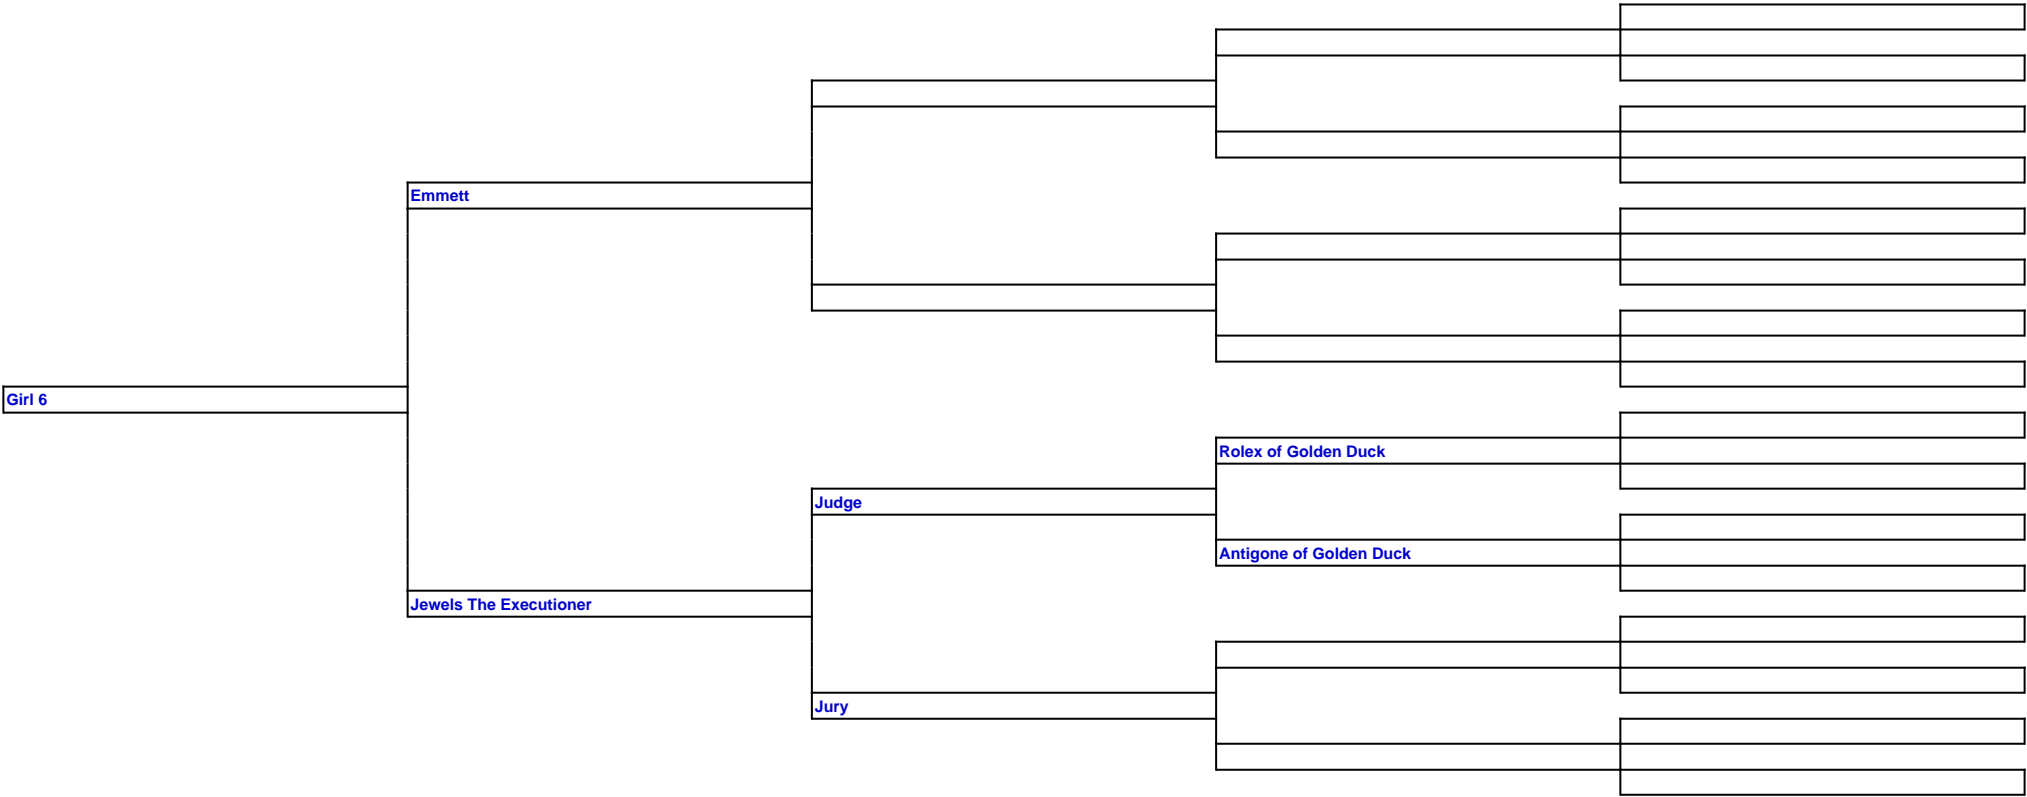 Emmett
Girl 6
Rolex of Golden Duck
Judge
Antigone of Golden Duck
Jewels The Executioner
Jury